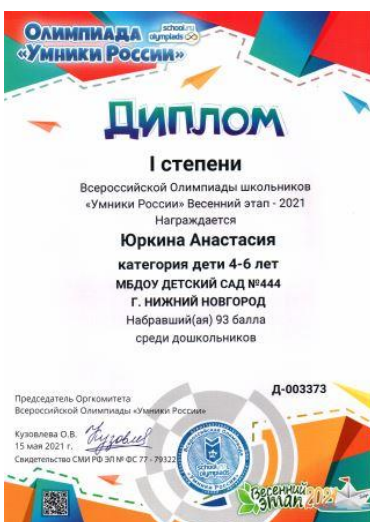 Олимпиада
«Умники России»
school.ru
olympiads
Диплом
I степени
Всероссийской Олимпиады школьников
«Умники России» Весенний этап - 2021
Награждается
Юркина Анастасия
категория дети 4-6 лет
МБДОУ ДЕТСКИЙ САД №444
Г. НИЖНИЙ НОВГОРОД
Набравший(ая) 93 балла
среди дошкольников
Д-003373
Председатель Оргкомитета
Всероссийской Олимпиады «Умники России»
Кузовлева О.В.
15 мая 2021 г.
Свидетельство СМИ РФ ЭЛ № ФС 77 - 79322
school
olympiads
Весенний
этап 2021